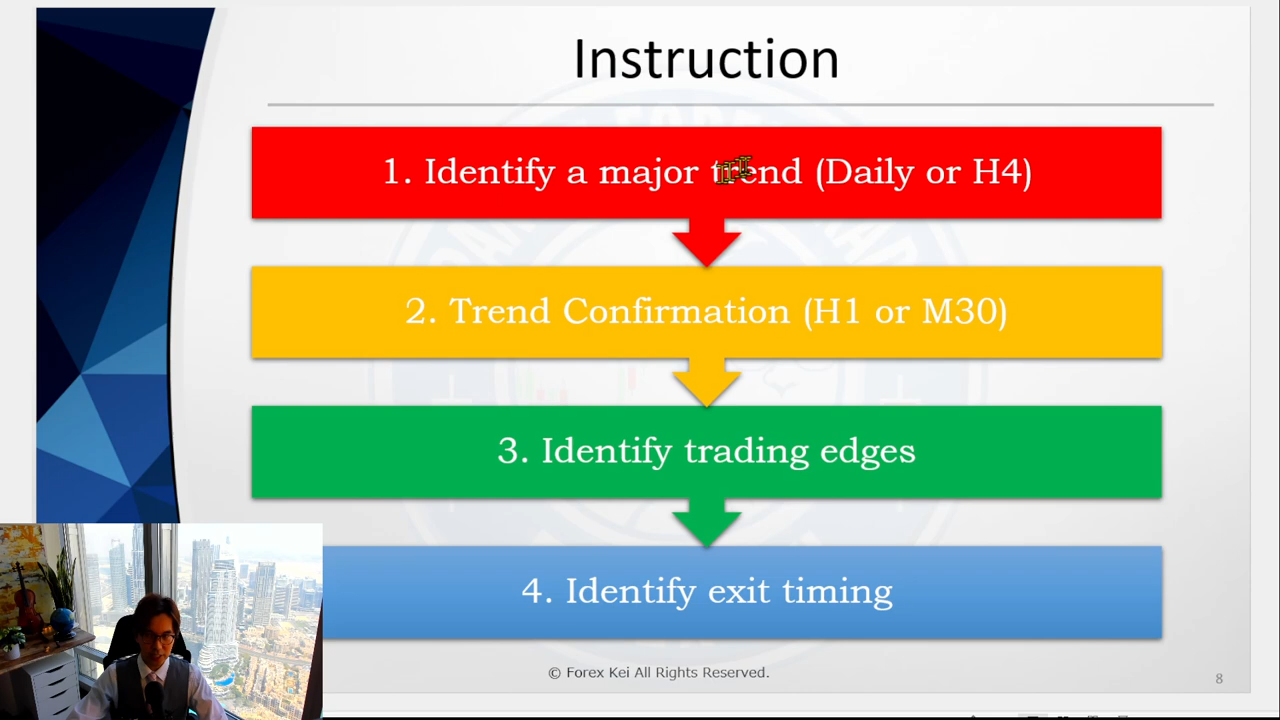 Instruction
1. Identify a major trend (Daily or H4)
2. Trend Confirmation (H1 or M30)
3. Identify trading edges
4. Identify exit timing
© Forex Kei All Rights Reserved.
8